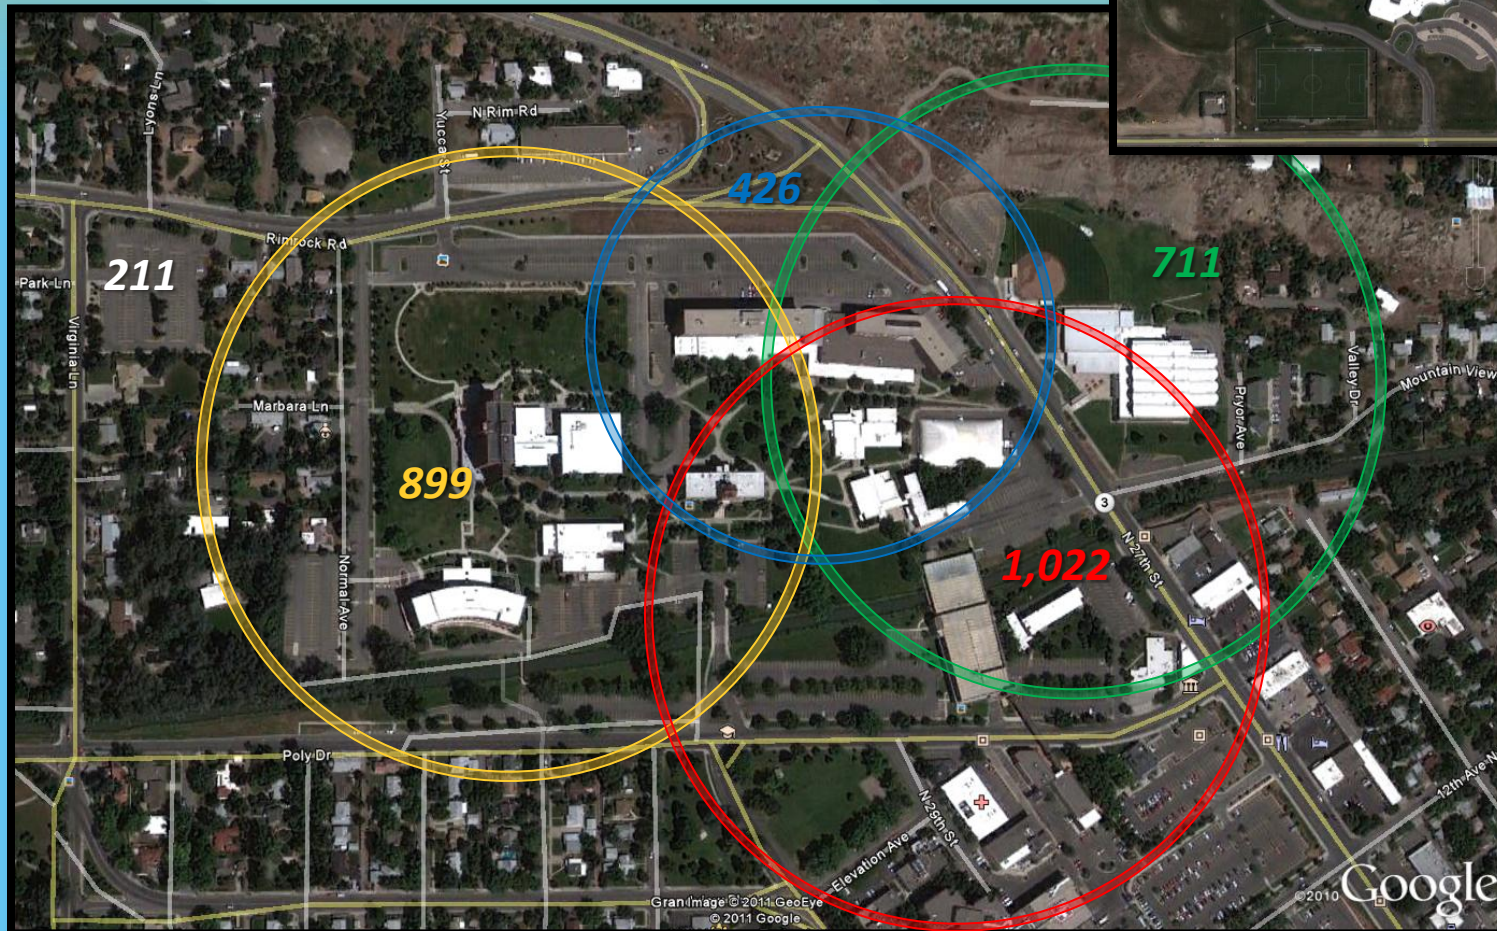 Lyons Ln
Yucca St
N Rim Rd
426
Rimrock Rd
711
Park Ln
211
Virginia Ln
Valley Dr
Mountain View
Marbara Ln
Pryor Ave
899
3
N 27th St
1,022
Normal Ave
Poly Dr
12th Ave N
N 29th St
Elevation Ave
Gran Image © 2011 GeoEye
© 2011 Google
©2010 Google